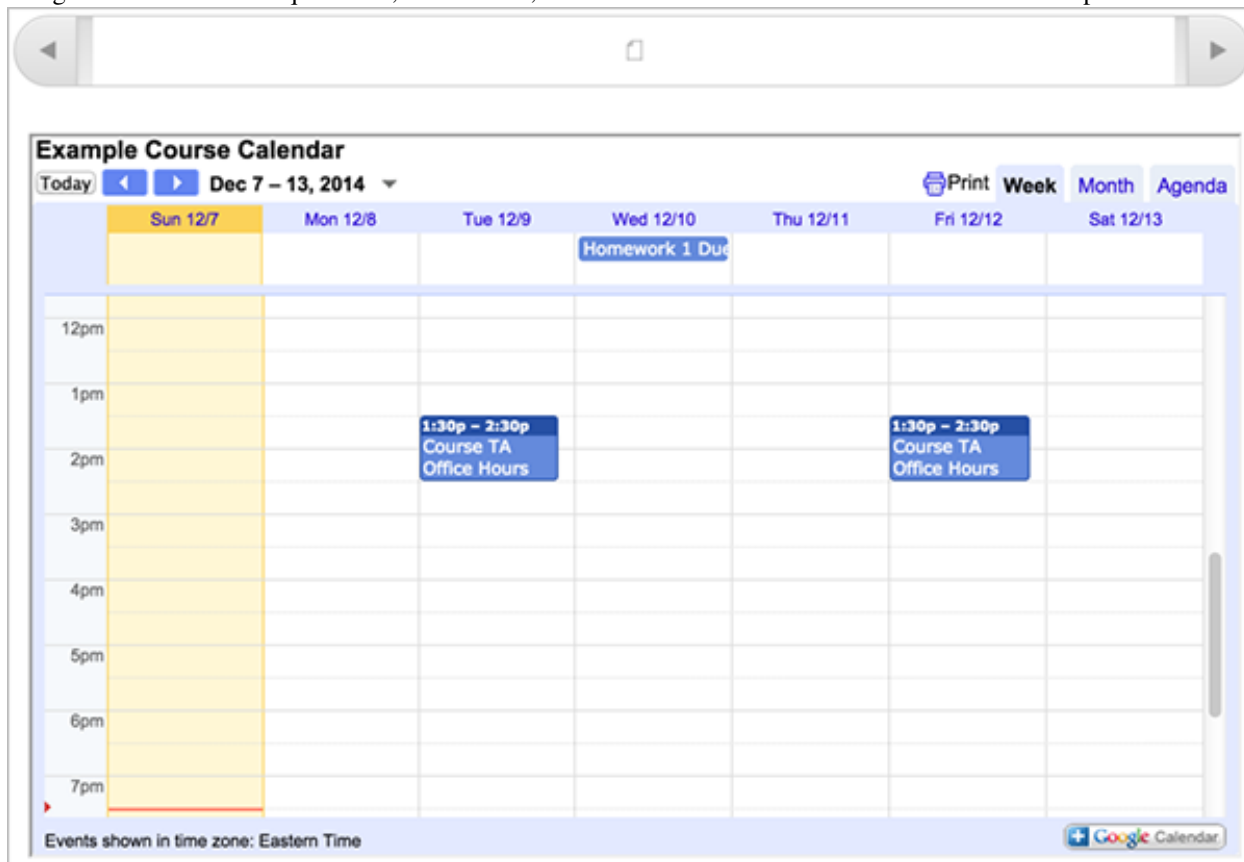 Example Course Calendar
Today Dec 7 – 13, 2014 Print Week Month Agenda
Sun 12/7 Mon 12/8 Tue 12/9 Wed 12/10 Thu 12/11 Fri 12/12 Sat 12/13
Homework 1 Due
12pm
1pm
1:30p – 2:30p 1:30p – 2:30p
Course TA Course TA
2pm
Office Hours Office Hours
3pm
4pm
5pm
6pm
7pm
Events shown in time zone: Eastern Time Google Calendar